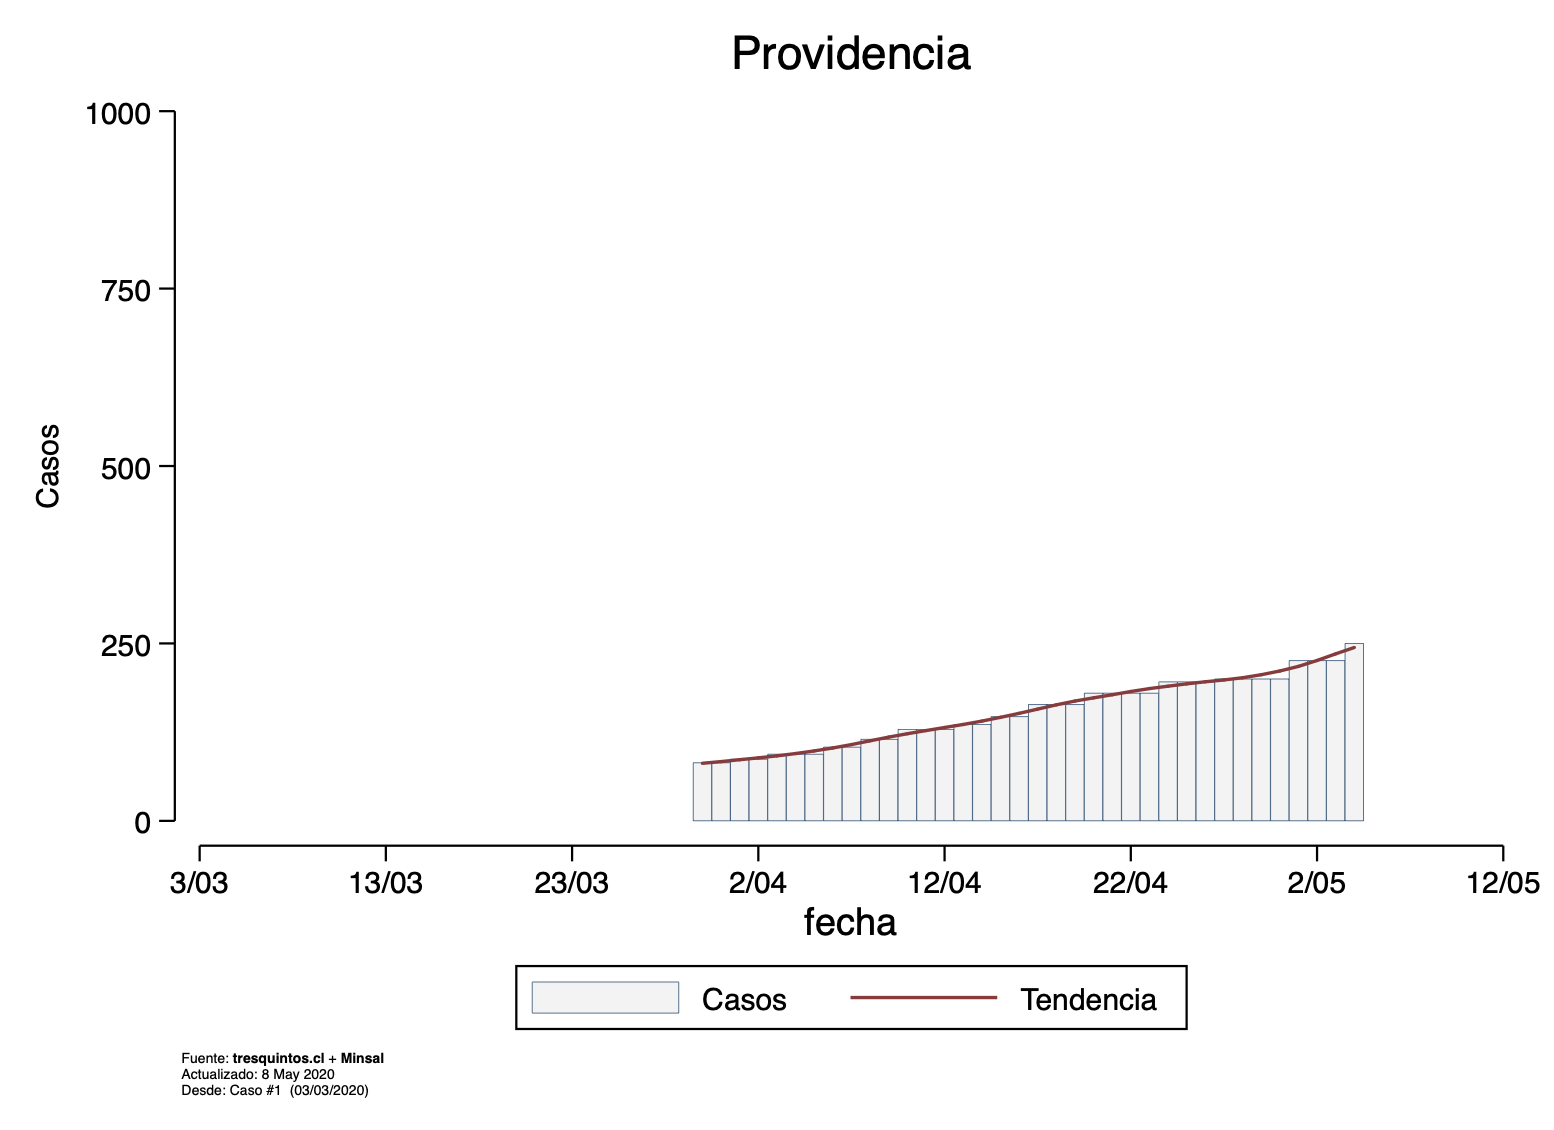 Providencia
1000
750
500
250
0
Casos
3/03 13/03 23/03 2/04 12/04 22/04 2/05 12/05
fecha
Casos Tendencia
Fuente: tresquintos.cl + Minsal
Actualizado: 8 May 2020
Desde: Caso #1 (03/03/2020)